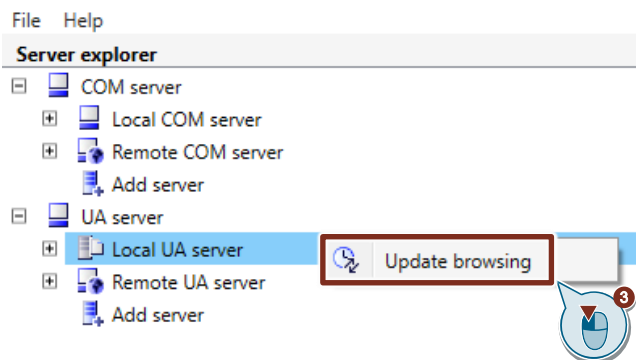 File Help
Server explorer
COM server
Local COM server
Remote COM server
Add server
UA server
Local UA server
Update browsing
Remote UA server
3
Add server